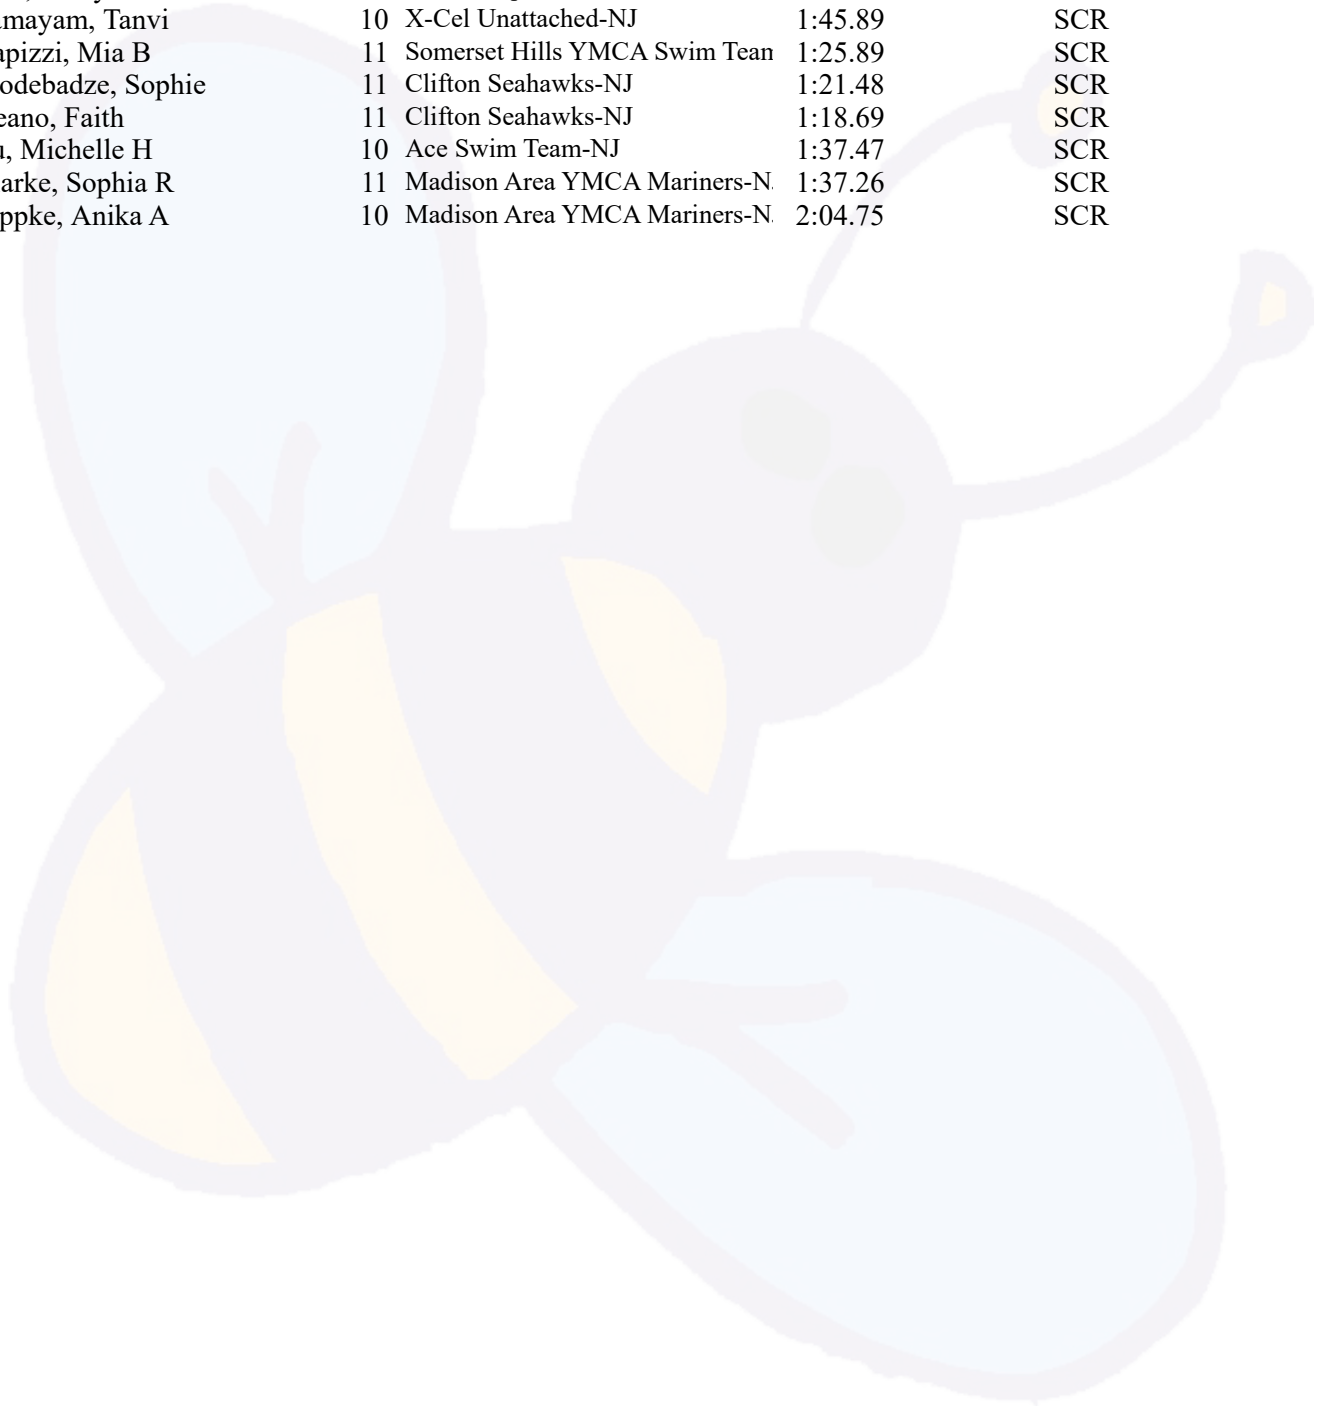 mayam, Tanvi 10 X-Cel Unattached-NJ 1:45.89 SCR
apizzi, Mia B 11 Somerset Hills YMCA Swim Team 1:25.89 SCR
odebadze, Sophie 11 Clifton Seahawks-NJ 1:21.48 SCR
eano, Faith 11 Clifton Seahawks-NJ 1:18.69 SCR
, Michelle H 10 Ace Swim Team-NJ 1:37.47 SCR
arke, Sophia R 11 Madison Area YMCA Mariners-N 1:37.26 SCR
ppke, Anika A 10 Madison Area YMCA Mariners-N 2:04.75 SCR